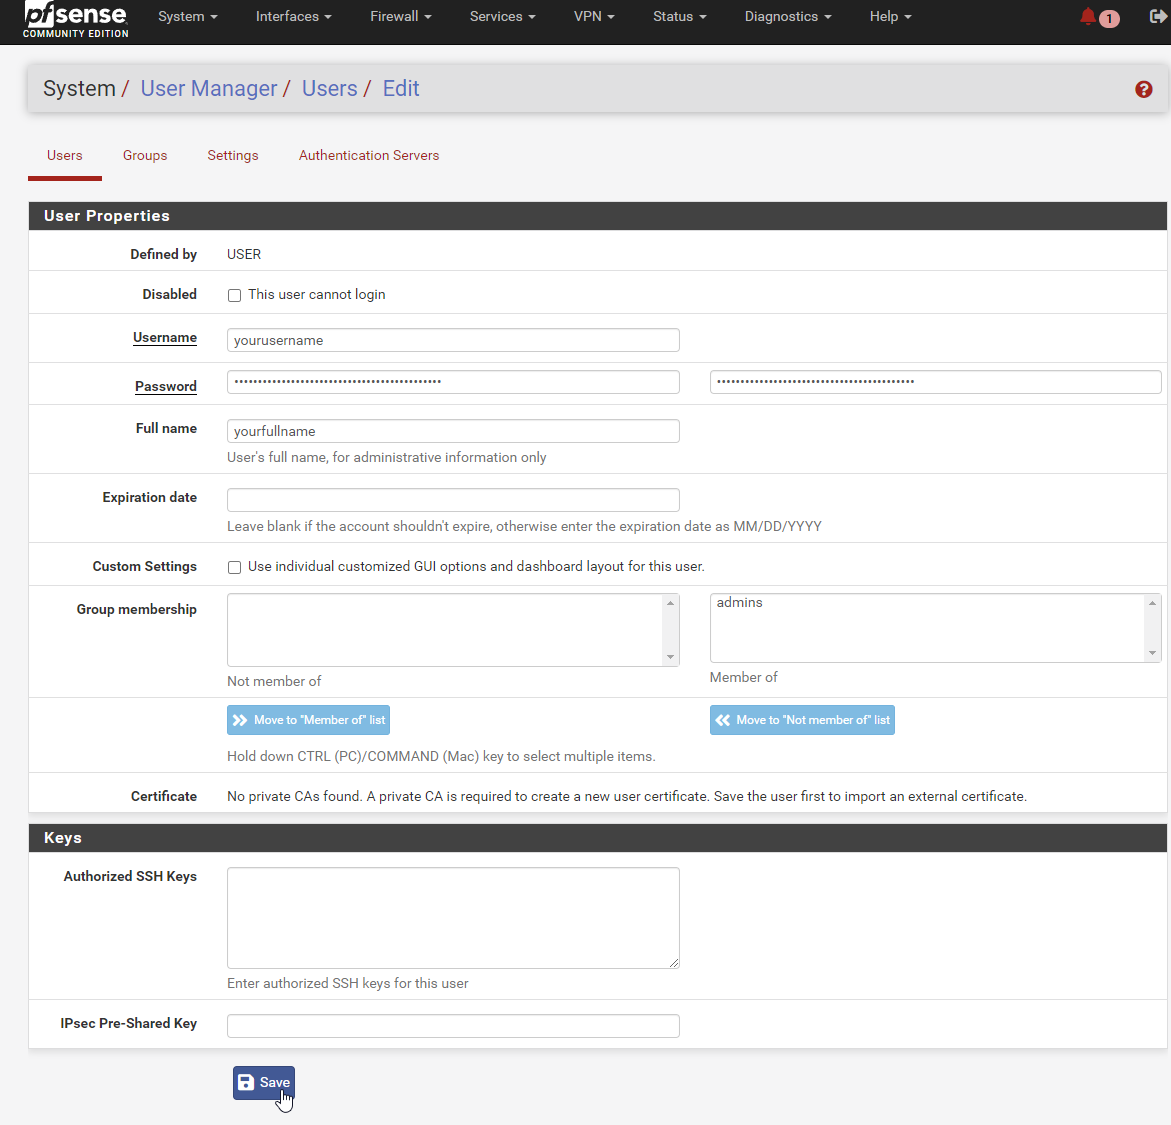 pfsense
COMMUNITY EDITION
System Interfaces Firewall Services VPN Status Diagnostics Help 1
System / User Manager / Users / Edit
Users Groups Settings Authentication Servers
User Properties
Defined by USER
Disabled This user cannot login
Username yourusername
Password •••••••••••••••••••••••••••••••••••••••••••• ••••••••••••••••••••••••••••••••••••••••••
Full name yourfullname
User's full name, for administrative information only
Expiration date
Leave blank if the account shouldn't expire, otherwise enter the expiration date as MM/DD/YYYY
Custom Settings Use individual customized GUI options and dashboard layout for this user.
Group membership admins
Not member of Member of
Move to "Member of" list Move to "Not member of" list
Hold down CTRL (PC)/COMMAND (Mac) key to select multiple items.
Certificate No private CAs found. A private CA is required to create a new user certificate. Save the user first to import an external certificate.
Keys
Authorized SSH Keys
Enter authorized SSH keys for this user
IPsec Pre-Shared Key
Save